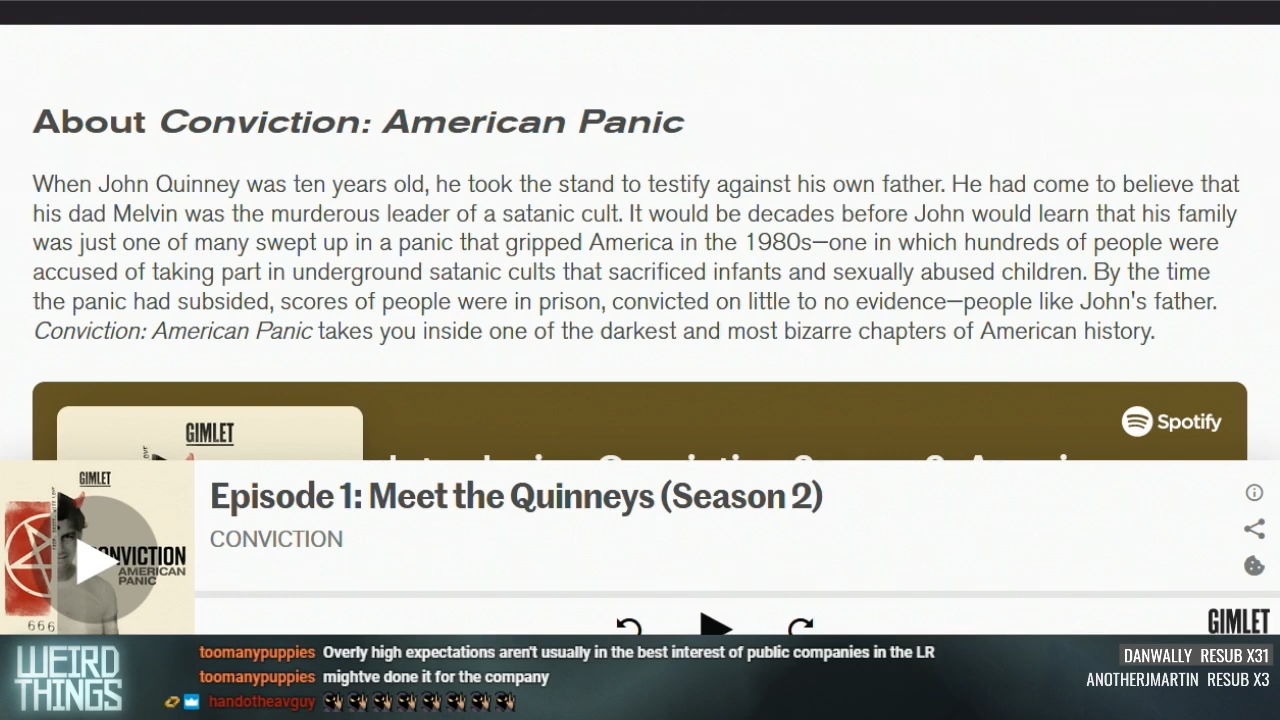 About Conviction: American Panic
When John Quinney was ten years old, he took the stand to testify against his own father. He had come to believe that
his dad Melvin was the murderous leader of a satanic cult. It would be decades before John would learn that his family
was just one of many swept up in a panic that gripped America in the 1980s—one in which hundreds of people were
accused of taking part in underground satanic cults that sacrificed infants and sexually abused children. By the time
the panic had subsided, scores of people were in prison, convicted on little to no evidence—people like John's father.
Conviction: American Panic takes you inside one of the darkest and most bizarre chapters of American history.
GIMLET
Spotify
GIMLET
Episode 1: Meet the Quinneys (Season 2)
CONVICTION
CONVICTION
AMERICAN
PANIC
666
GIMLET
WEIRD
THINGS
toomanypuppies Overly high expectations aren't usually in the best interest of public companies in the LR
toomanypuppies mightve done it for the company
handotheavguy
DANWALLY RESUB X31
ANOTHERJMARTIN RESUB X3